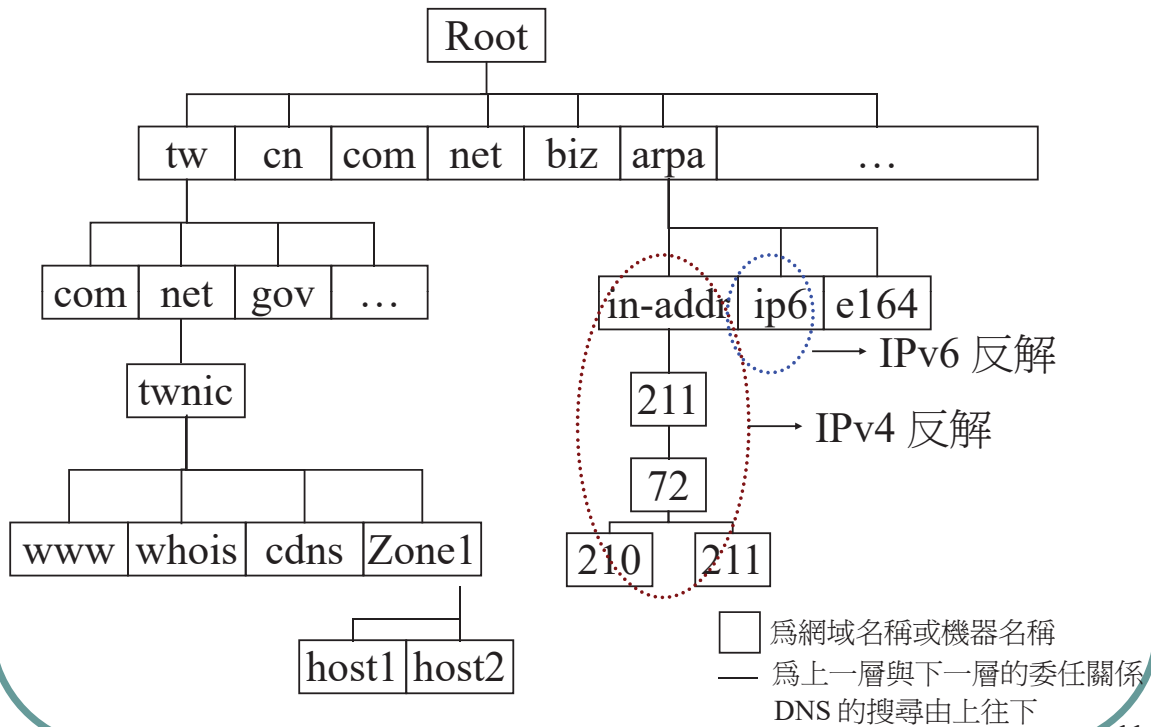 Root
tw cn com net biz arpa …
com net gov …
in-addr ip6 e164
IPv6 反解
twnic
211
IPv4 反解
72
www whois cdns Zone1
210 211
host1 host2
爲網域名稱或機器名稱
爲上一層與下一層的委任關係
DNS 的搜尋由上往下